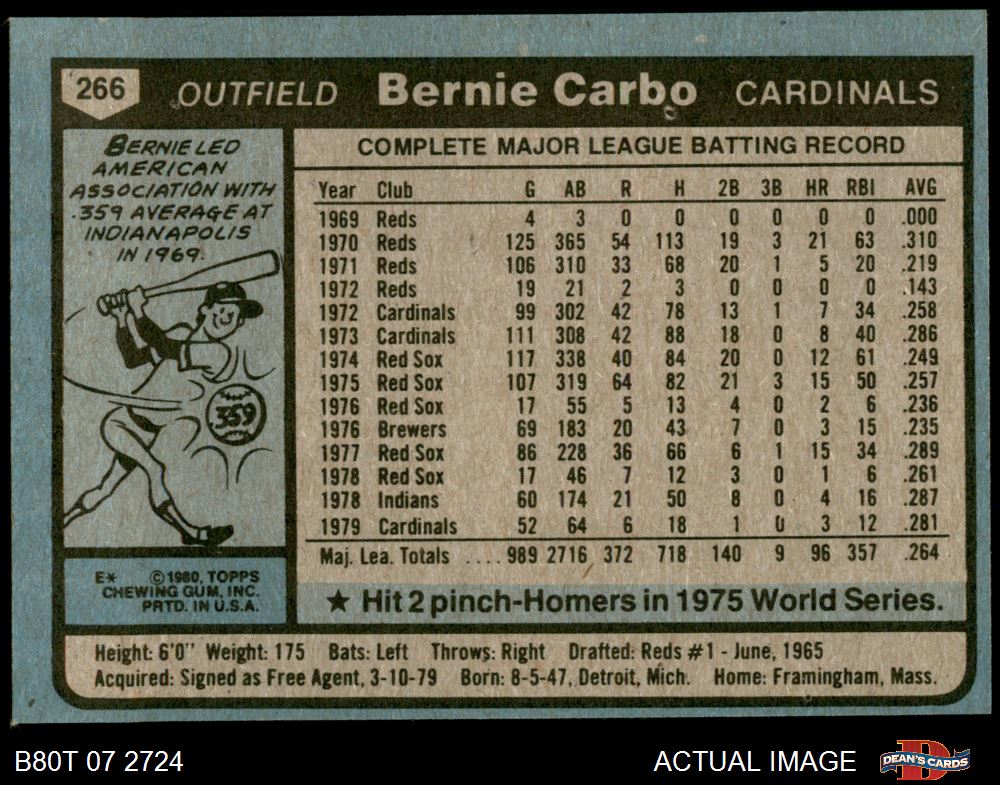 266 OUTFIELD Bernie Carbo CARDINALS
BERNIE LED
AMERICAN
ASSOCIATION WITH
.359 AVERAGE AT
INDIANAPOLIS
IN 1969.
.359
E* © 1980, TOPPS
CHEWING GUM, INC.
PRTD. IN U.S.A.
COMPLETE MAJOR LEAGUE BATTING RECORD
Year Club G AB R H 2B 3B HR RBI AVG
1969 Reds 4 3 0 0 0 0 0 0 .000
1970 Reds 125 365 54 113 19 3 21 63 .310
1971 Reds 106 310 33 68 20 1 5 20 .219
1972 Reds 19 21 2 3 0 0 0 0 .143
1972 Cardinals 99 302 42 78 13 1 7 34 .258
1973 Cardinals 111 308 42 88 18 0 8 40 .286
1974 Red Sox 117 338 40 84 20 0 12 61 .249
1975 Red Sox 107 319 64 82 21 3 15 50 .257
1976 Red Sox 17 55 5 13 4 0 2 6 .236
1976 Brewers 69 183 20 43 7 0 3 15 .235
1977 Red Sox 86 228 36 66 6 1 15 34 .289
1978 Red Sox 17 46 7 12 3 0 1 6 .261
1978 Indians 60 174 21 50 8 0 4 16 .287
1979 Cardinals 52 64 6 18 1 0 3 12 .281
Maj. Lea. Totals .... 989 2716 372 718 140 9 96 357 .264
★ Hit 2 pinch-Homers in 1975 World Series.
Height: 6'0" Weight: 175 Bats: Left Throws: Right Drafted: Reds #1 - June, 1965
Acquired: Signed as Free Agent, 3-10-79 Born: 8-5-47, Detroit, Mich. Home: Framingham, Mass.
B80T 07 2724 ACTUAL IMAGE D DEAN'S CARDS